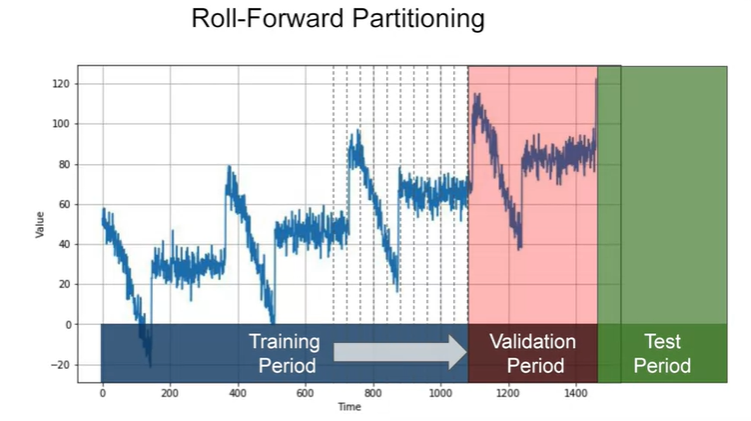 Roll-Forward Partitioning
120
100
80
60
40
20
0
−20
Value
Training
Period
Validation
Period
Test
Period
0 200 400 600 800 1000 1200 1400
Time